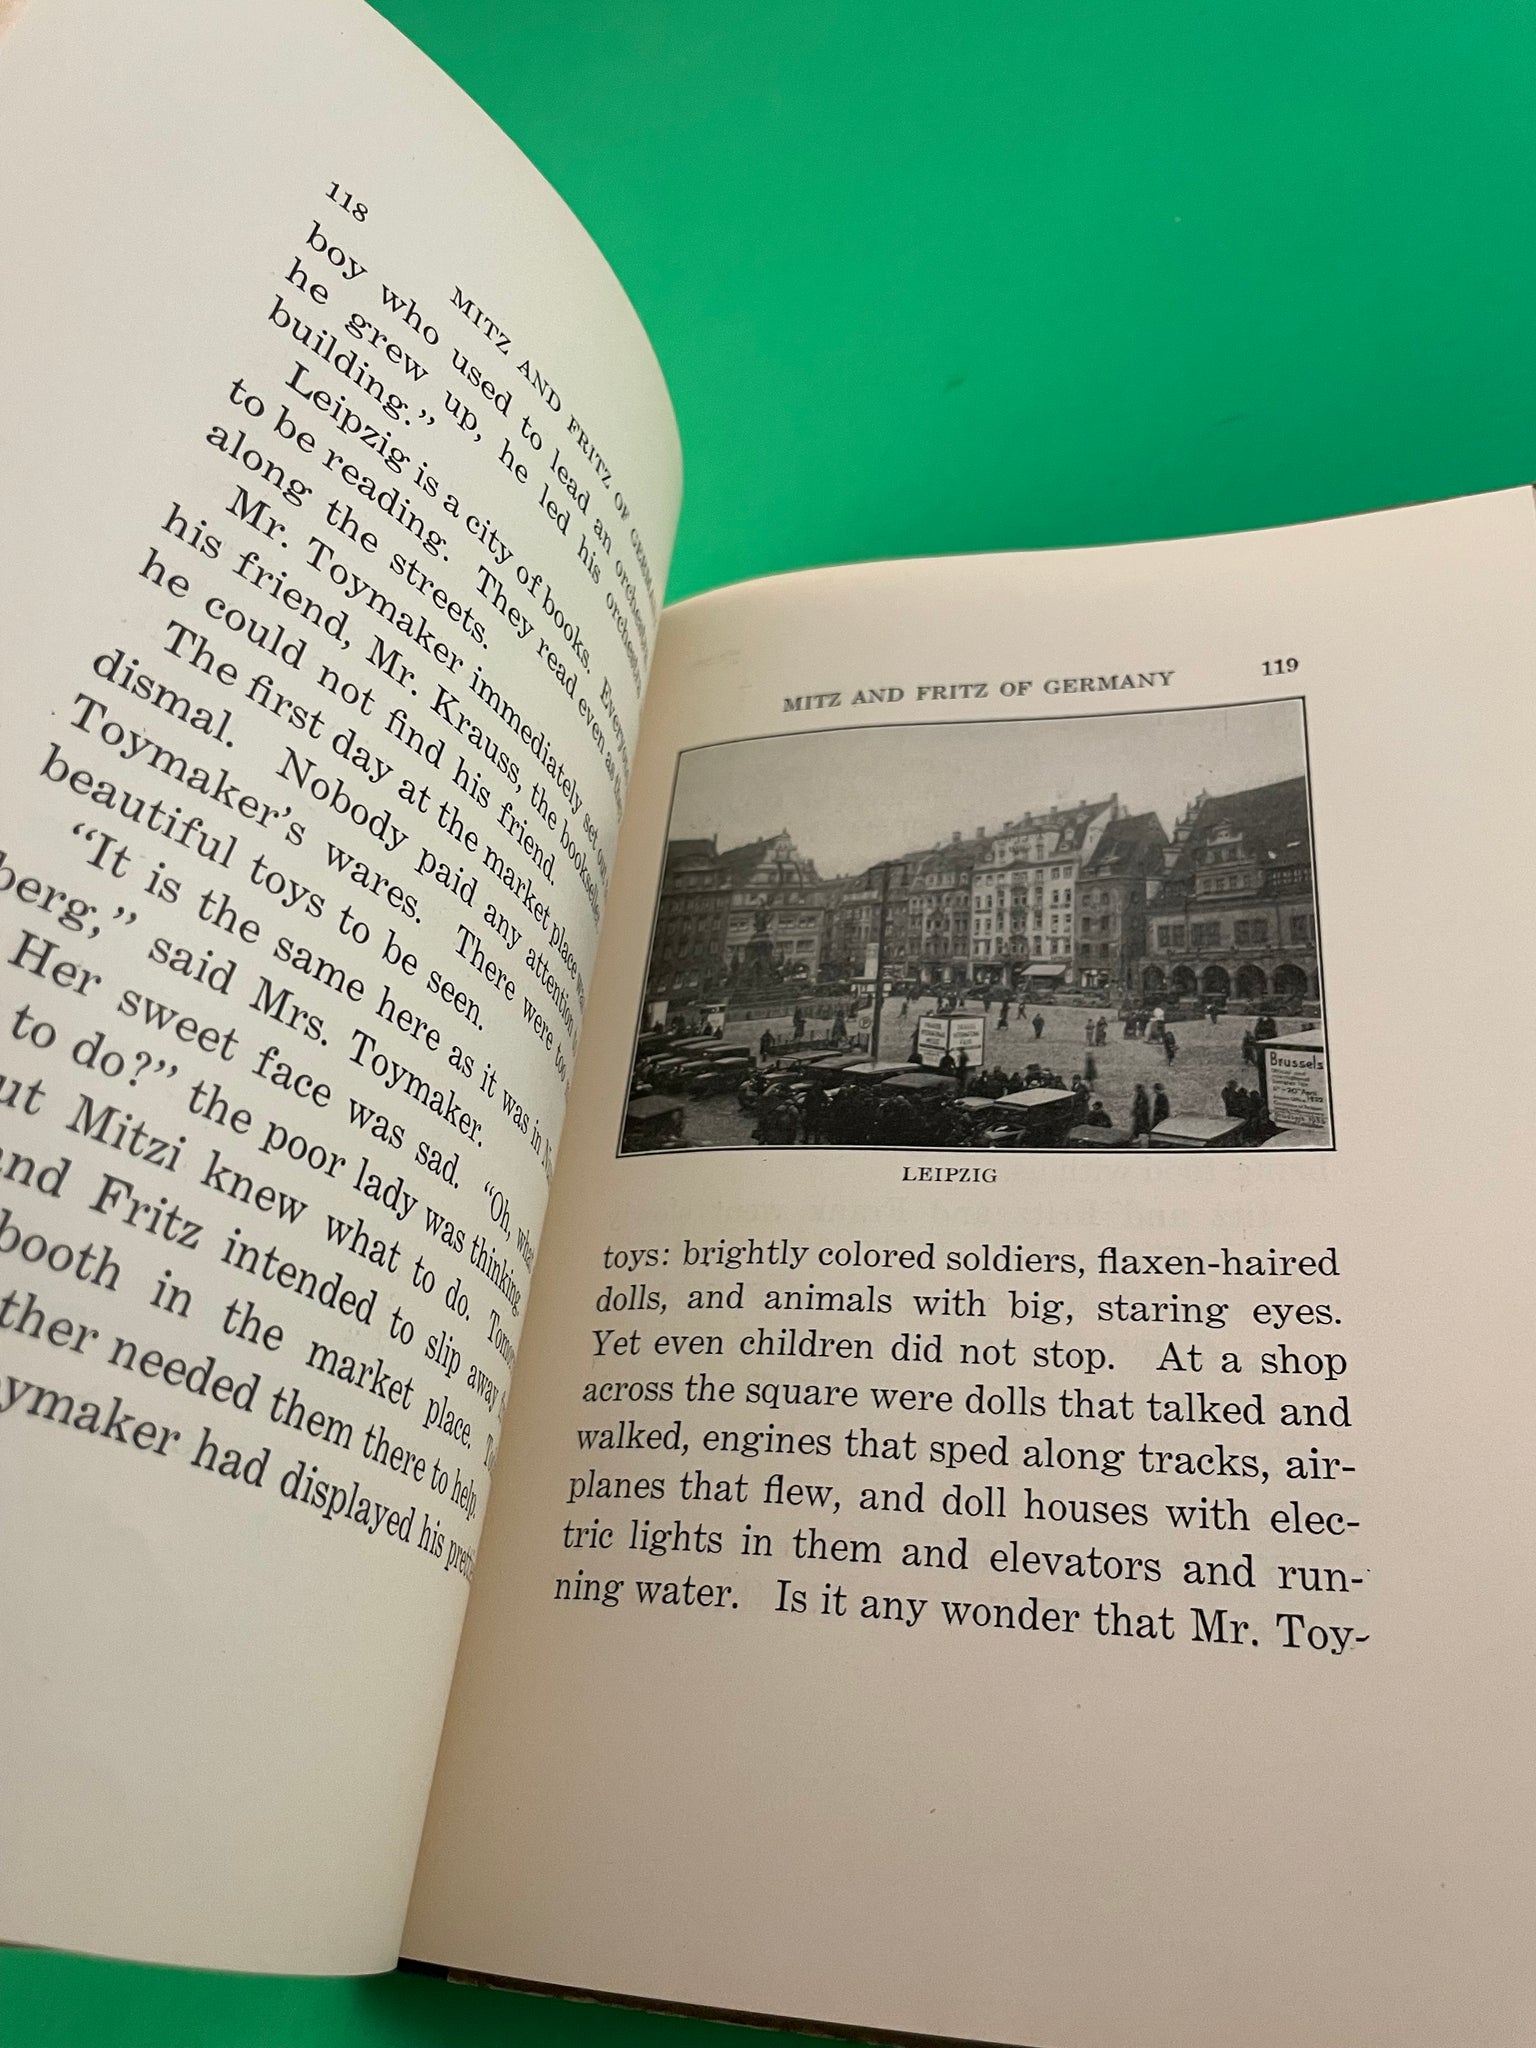 118
MITZ AND FRITZ OF GERMANY
boy who used to lead an orchestra
he grew up, he led his orchestra
building.”
Leipzig is a city of books. Everyone
to be reading. They read even as they
along the streets.
Mr. Toymaker immediately set out
his friend, Mr. Krauss, the bookseller
he could not find his friend.
The first day at the market place was
dismal. Nobody paid any attention
Toymaker’s wares. There were too
beautiful toys to be seen.
“It is the same here as it was in
berg,” said Mrs. Toymaker.
Her sweet face was sad. “Oh, what
to do?” the poor lady was thinking.
ut Mitzi knew what to do.
and Fritz intended to slip away
booth in the market place.
ther needed them there to help.
ymaker had displayed his
MITZ AND FRITZ OF GERMANY 119
Brussels
LEIPZIG
toys: brightly colored soldiers, flaxen-haired
dolls, and animals with big, staring eyes.
Yet even children did not stop. At a shop
across the square were dolls that talked and
walked, engines that sped along tracks, air-
planes that flew, and doll houses with elec-
tric lights in them and elevators and run-
ning water. Is it any wonder that Mr. Toy-